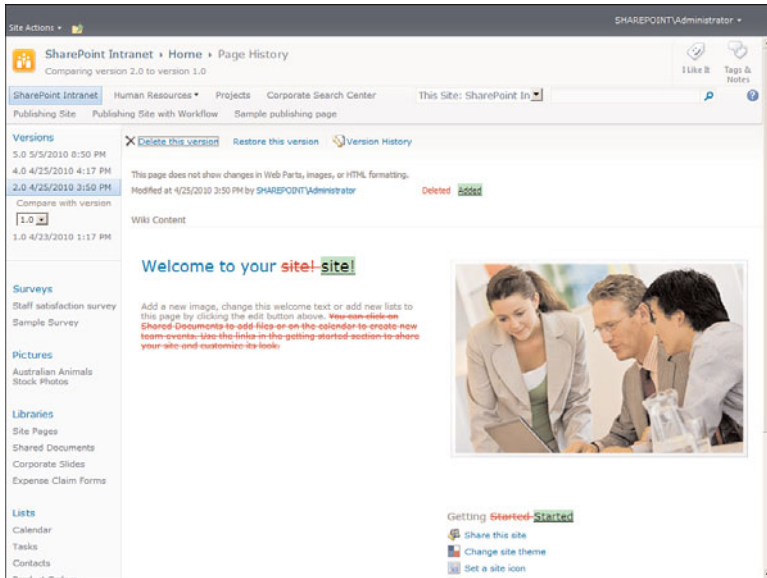 Site Actions
SHAREPOINT\Administrator
SharePoint Intranet › Home › Page History
Comparing version 2.0 to version 1.0
I Like It
Tags & Notes
SharePoint Intranet Human Resources Projects Corporate Search Center This Site: SharePoint In
Publishing Site Publishing Site with Workflow Sample publishing page
Versions
5.0 5/5/2010 8:50 PM
4.0 4/25/2010 4:17 PM
2.0 4/25/2010 3:50 PM
Compare with version
1.0
1.0 4/23/2010 1:17 PM
Surveys
Staff satisfaction survey
Sample Survey
Pictures
Australian Animals
Stock Photos
Libraries
Site Pages
Shared Documents
Corporate Slides
Expense Claim Forms
Lists
Calendar
Tasks
Contacts
Delete this version Restore this version Version History
This page does not show changes in Web Parts, images, or HTML formatting.
Modified at 4/25/2010 3:50 PM by SHAREPOINT\Administrator Deleted Added
Wiki Content
Welcome to your site! site!
Add a new image, change this welcome text or add new lists to
this page by clicking the edit button above. You can click on
Shared Documents to add files or on the calendar to create new
team events. Use the links in the getting started section to share
your site and customize its look.
Getting Started Started
Share this site
Change site theme
Set a site icon